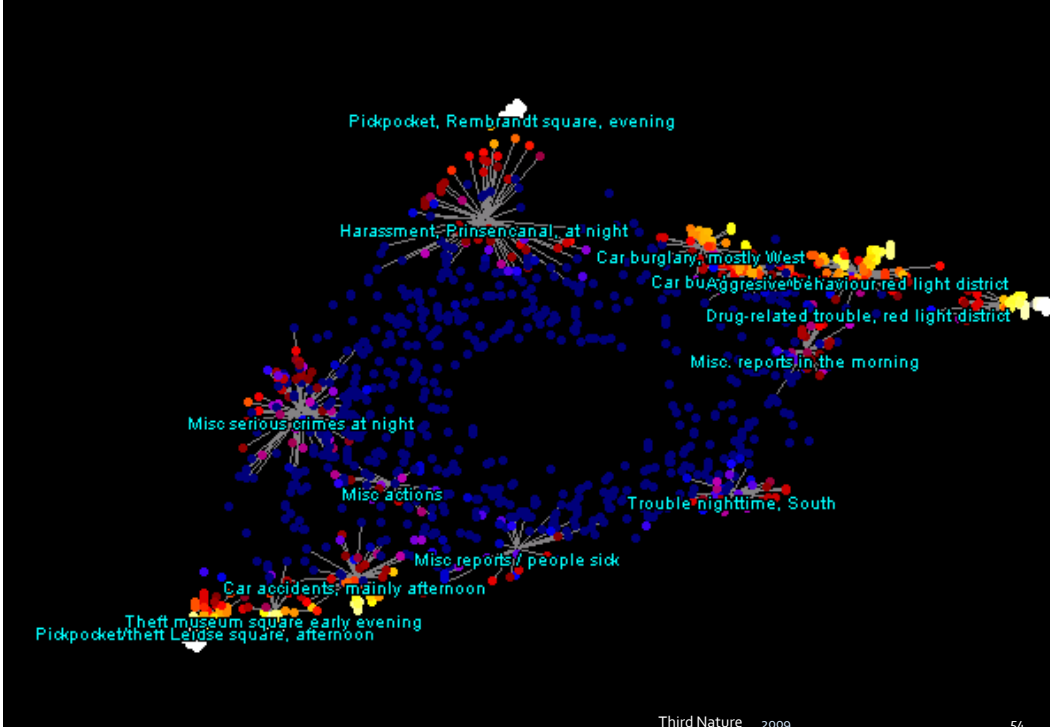 Pickpocket, Rembrandt square, evening
Harassment, Prinsencanal, at night
Car burglary, mostly West
Car bu
Aggresive behaviour red light district
Drug-related trouble, red light district
Misc. reports in the morning
Misc serious crimes at night
Misc actions
Trouble nighttime, South
Misc reports / people sick
Car accidents, mainly afternoon
Theft museum square early evening
Pickpocket/theft Leidse square, afternoon
Third Nature 2009 54